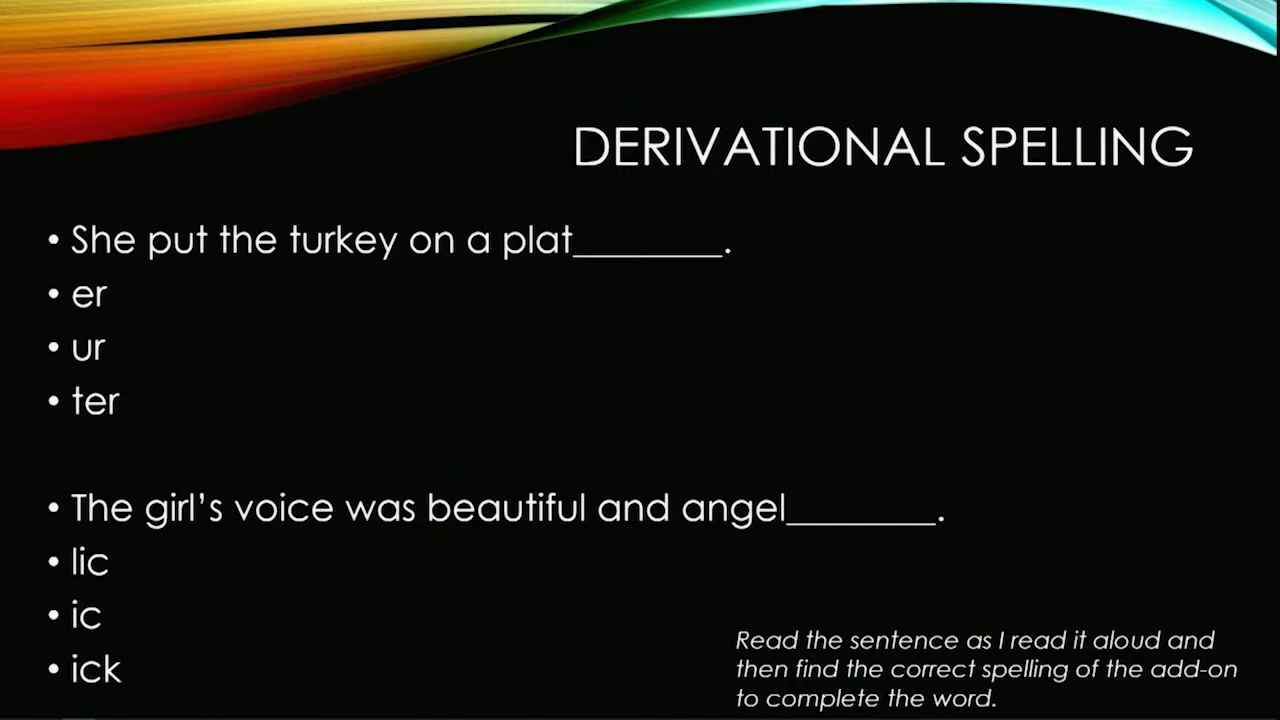 DERIVATIONAL SPELLING
• She put the turkey on a plat________.
• er
• ur
• ter
• The girl’s voice was beautiful and angel________.
• lic
• ic
• ick
Read the sentence as I read it aloud and
then find the correct spelling of the add-on
to complete the word.